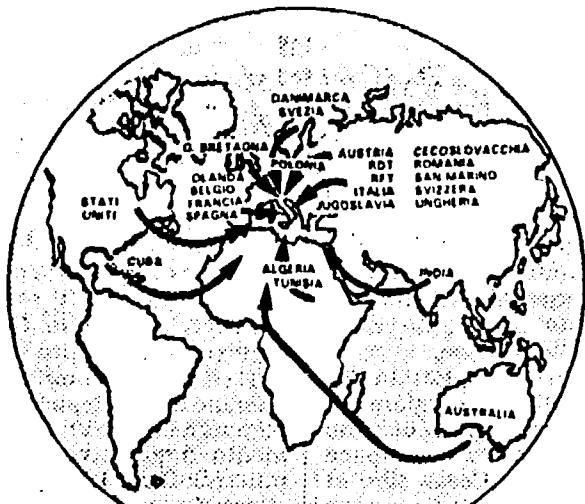 DANIMARCA
SVEZIA
G. BRETAGNA
POLONIA
OLANDA
BELGIO
FRANCIA
SPAGNA
AUSTRIA
RDT
RFT
ITALIA
JUGOSLAVIA
CECOSLOVACCHIA
ROMANIA
SAN MARINO
SVIZZERA
UNGHERIA
STATI
UNITI
CUBA
ALGERIA
TUNISIA
INDIA
AUSTRALIA